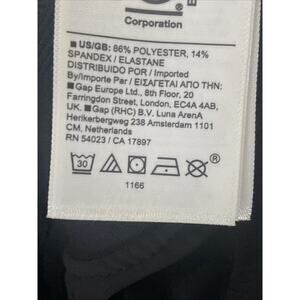 Corporation
■ US/GB: 86% POLYESTER, 14%
SPANDEX / ELASTANE
DISTRIBUIDO POR / Imported
By/Importe Par / ΕΙΣΑΓΕΤΑΙ ΑΠΟ ΤΗΝ:
■ Gap Europe Ltd., 8th Floor, 20
Farringdon Street, London, EC4A 4AB,
U.K. ■ Gap (RHC) B.V. Luna ArenA
Herikerbergweg 238 Amsterdam 1101
CM, Netherlands
RN 54023 / CA 17897
30
®
1166